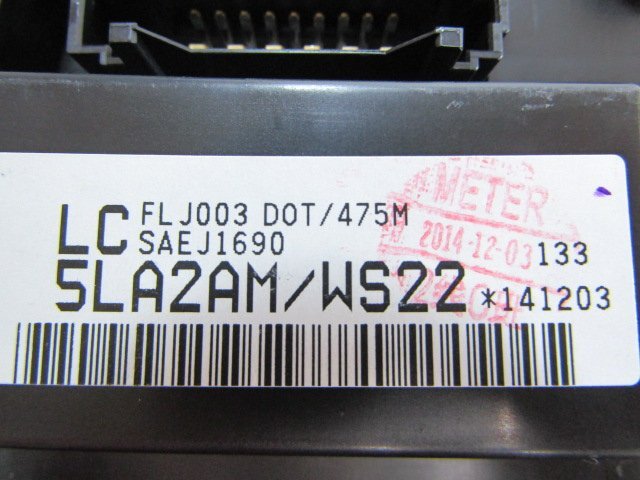 LC FLJ003 DOT/475M
SAEJ1690
133
5LA2AM/WS22 *141203
METER
2014-12-03